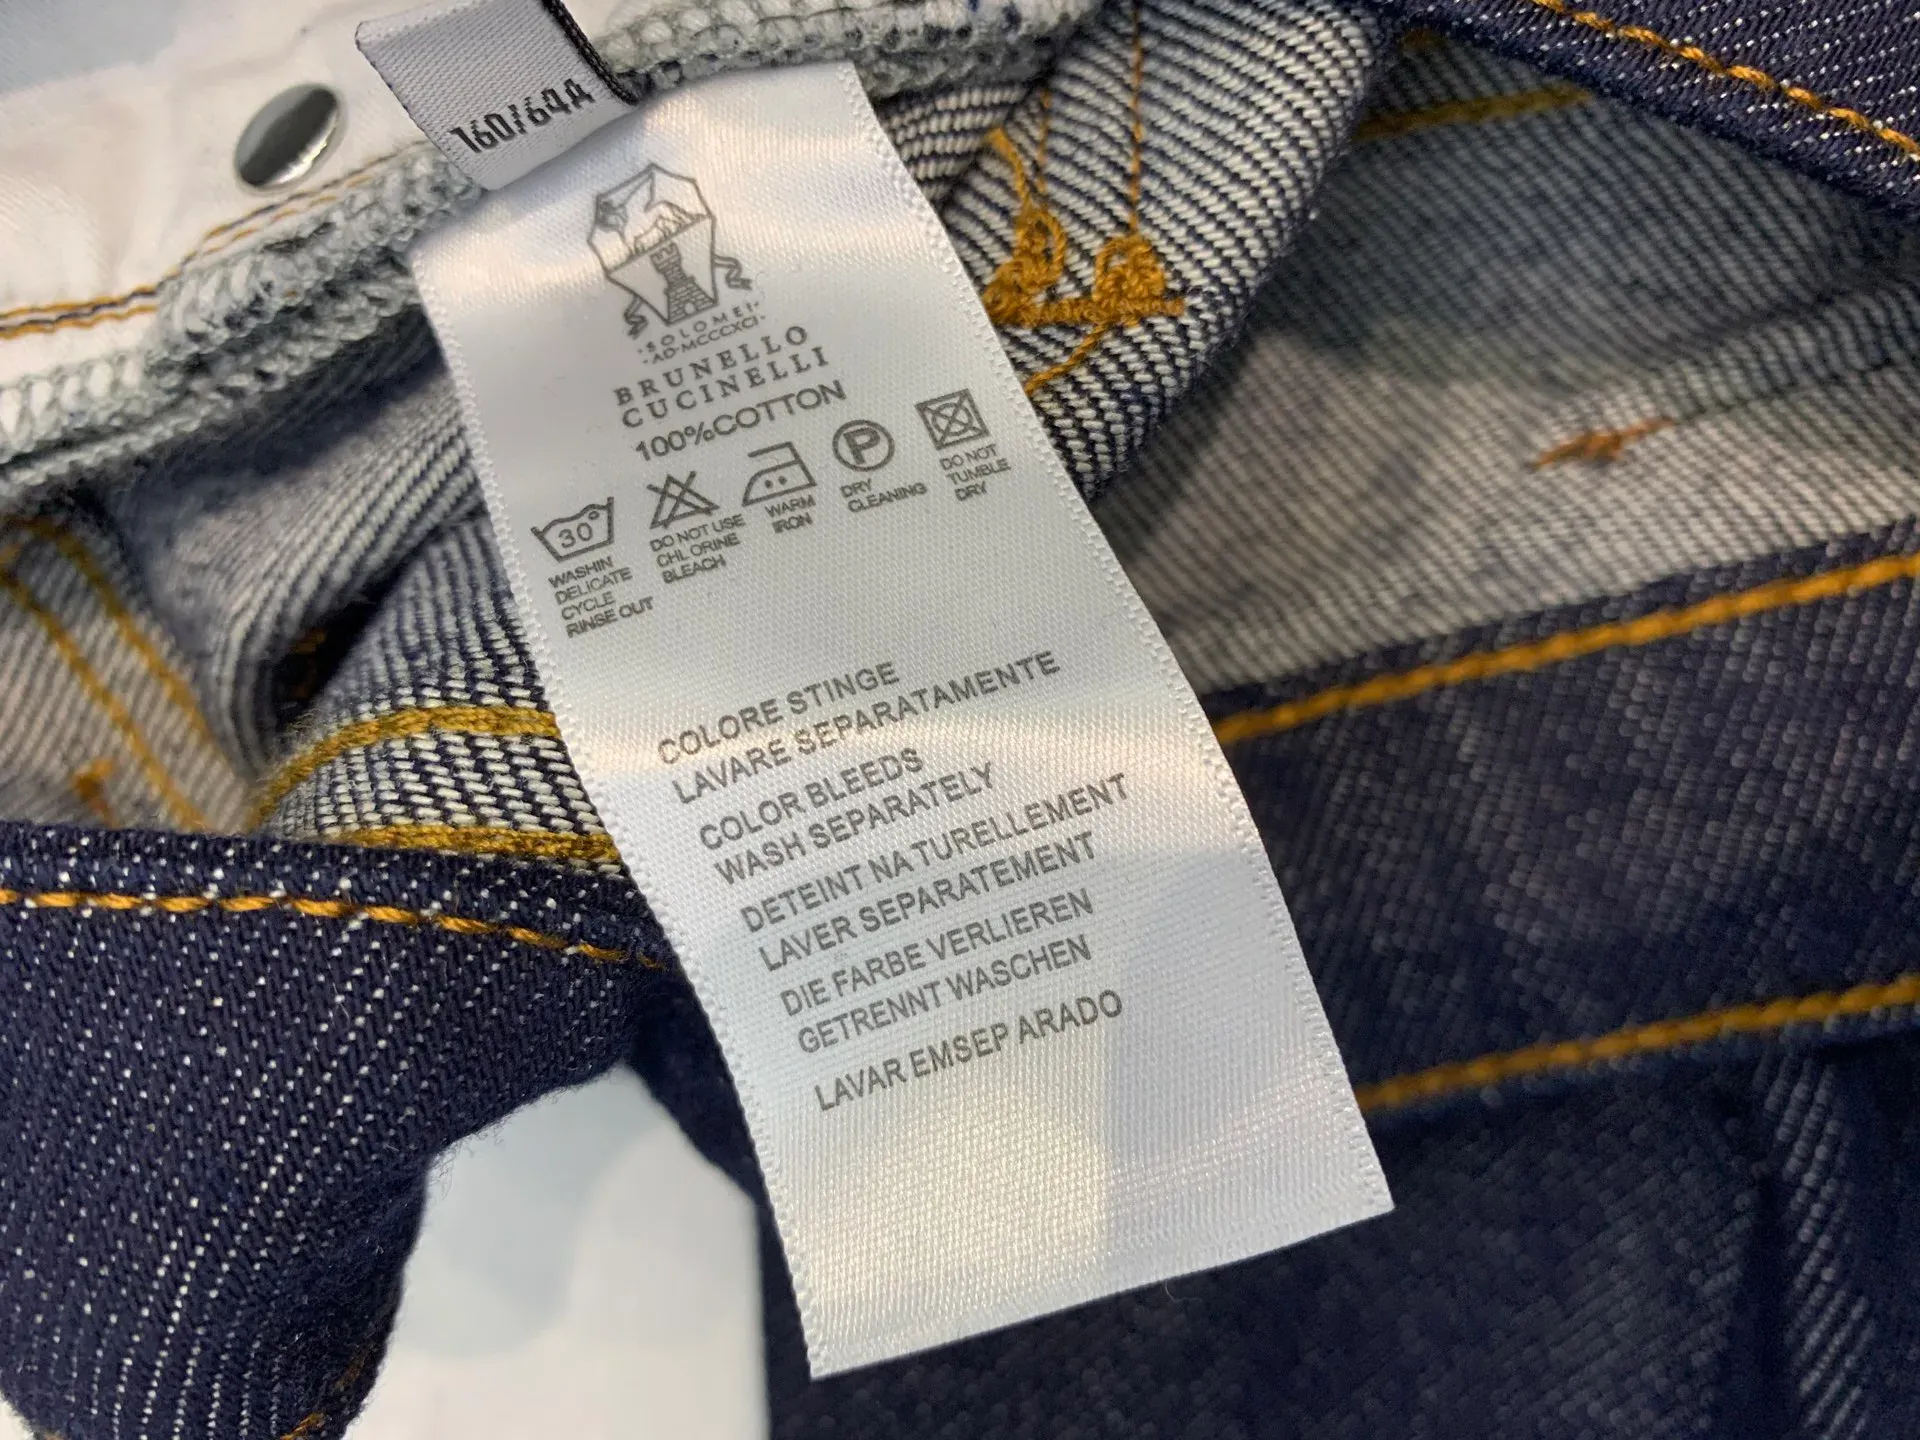 160/64A
·SOLOMEI·
·AD·MCCCXCI·
BRUNELLO
CUCINELLI
100%COTTON
30°
P
WASHIN
DELICATE
CYCLE
RINSE OUT
DO NOT USE
CHLORINE
BLEACH
WARM
IRON
DRY
CLEANING
DO NOT
TUMBLE
DRY
COLORE STINGE
LAVARE SEPARATAMENTE
COLOR BLEEDS
WASH SEPARATELY
DETEINT NA TURELLEMENT
LAVER SEPARATEMENT
DIE FARBE VERLIEREN
GETRENNT WASCHEN
LAVAR EMSEP ARADO